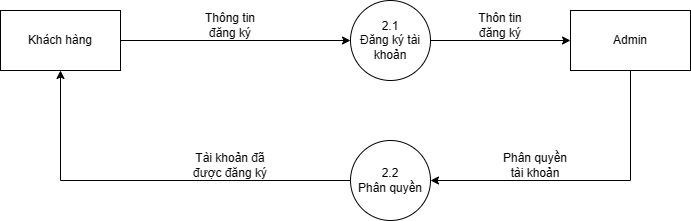 Thông tin
đăng ký
Khách hàng
2.1
Đăng ký tài
khoản
Thôn tin
đăng ký
Admin
Tài khoản đã
được đăng ký
2.2
Phân quyền
Phân quyền
tài khoản